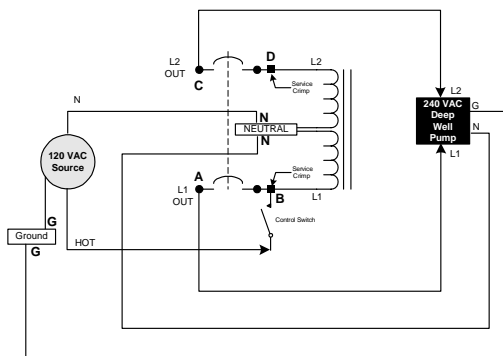 L2
OUT
C
D
L2
Service
Crimp
N
N
NEUTRAL
N
120 VAC
Source
L2
240 VAC
Deep
Well
Pump
G
N
L1
A
L1
OUT
Service
Crimp
B
L1
Control Switch
G
Ground
G
HOT